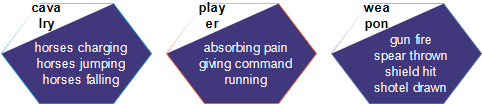 cava
lry
horses charging
horses jumping
horses falling
play
er
absorbing pain
giving command
running
wea
pon
gun fire
spear thrown
shield hit
shotel drawn